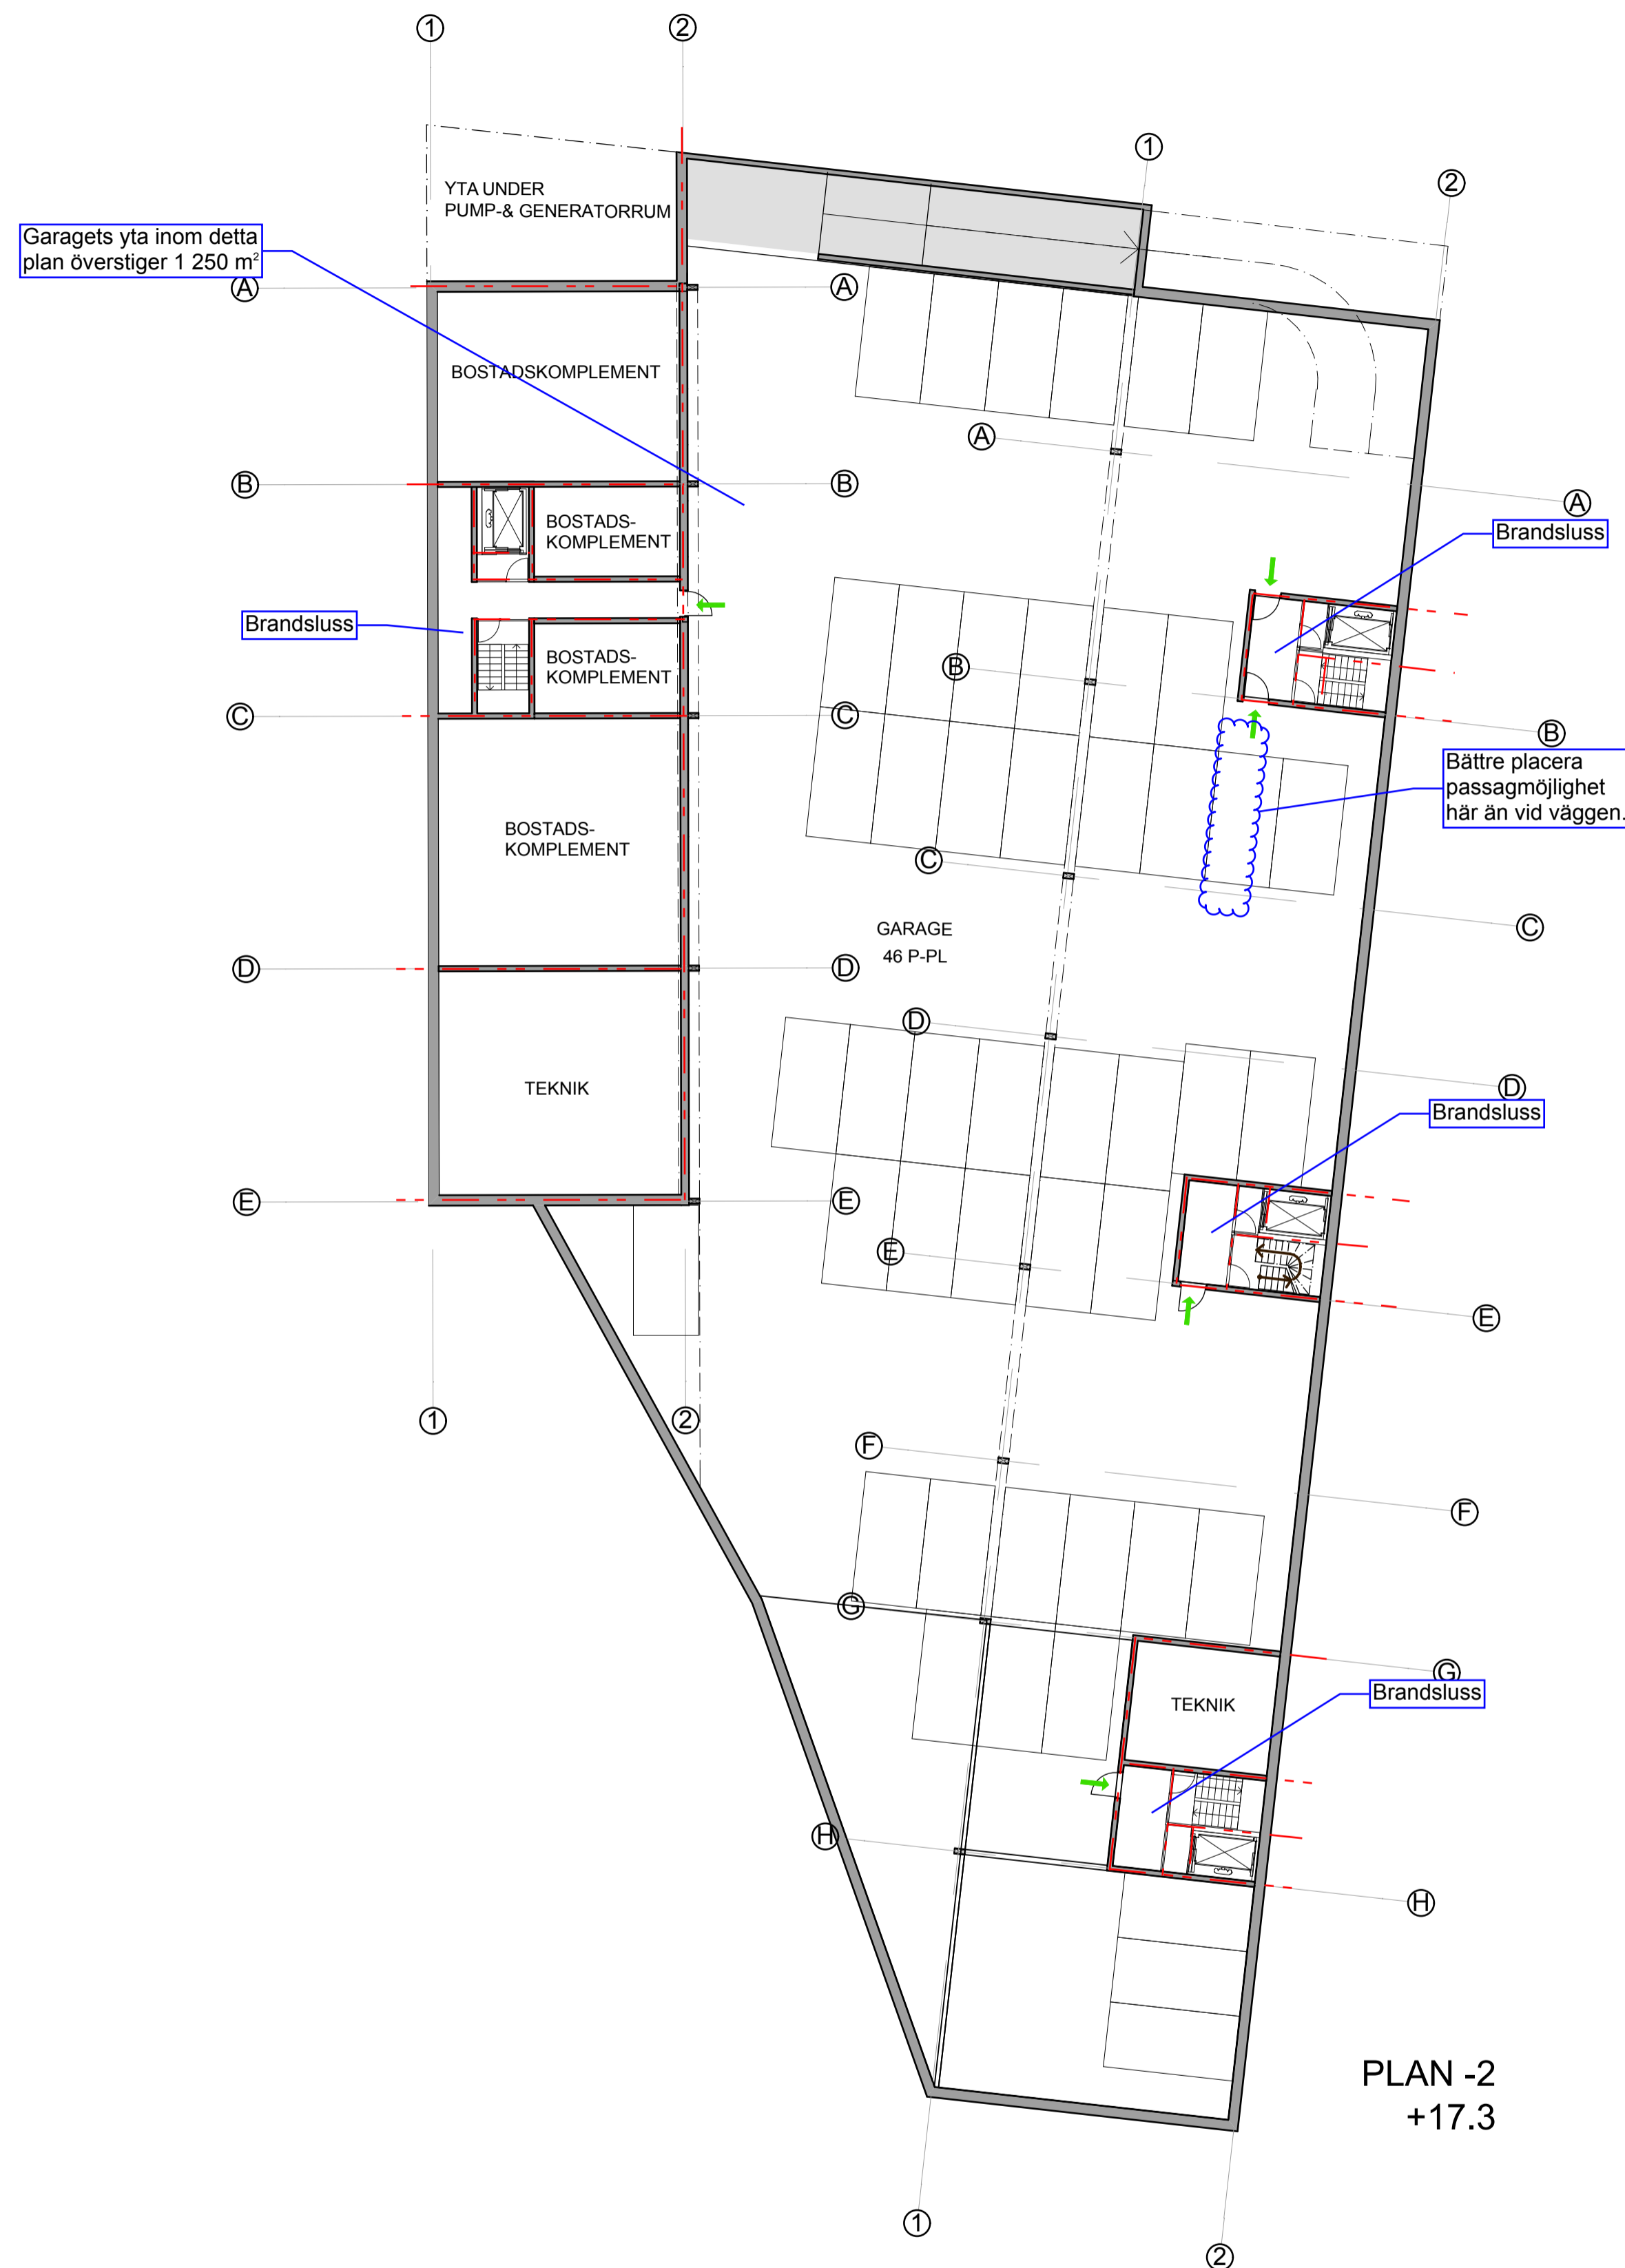 1
2
1
2
YTA UNDER
PUMP-& GENERATORRUM
Garagets yta inom detta
plan överstiger 1 250 m²
A
A
BOSTADSKOMPLEMENT
A
B
B
A
BOSTADS-
KOMPLEMENT
Brandsluss
Brandsluss
BOSTADS-
KOMPLEMENT
B
C
C
B
Bättre placera
passagmöjlighet
här än vid väggen.
BOSTADS-
KOMPLEMENT
C
GARAGE
46 P-PL
C
D
D
D
TEKNIK
D
Brandsluss
E
E
E
E
1
2
F
F
G
G
Brandsluss
TEKNIK
H
H
PLAN -2
+17.3
1
2